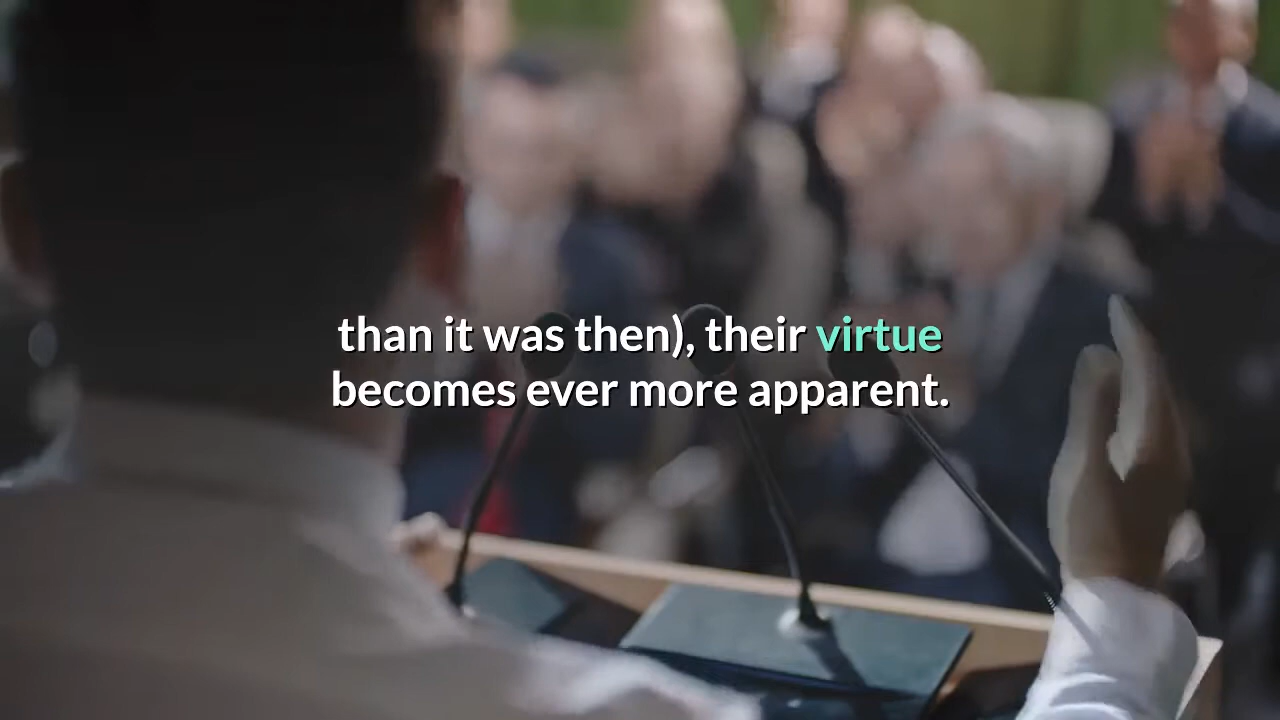 than it was then), their virtue
becomes ever more apparent.